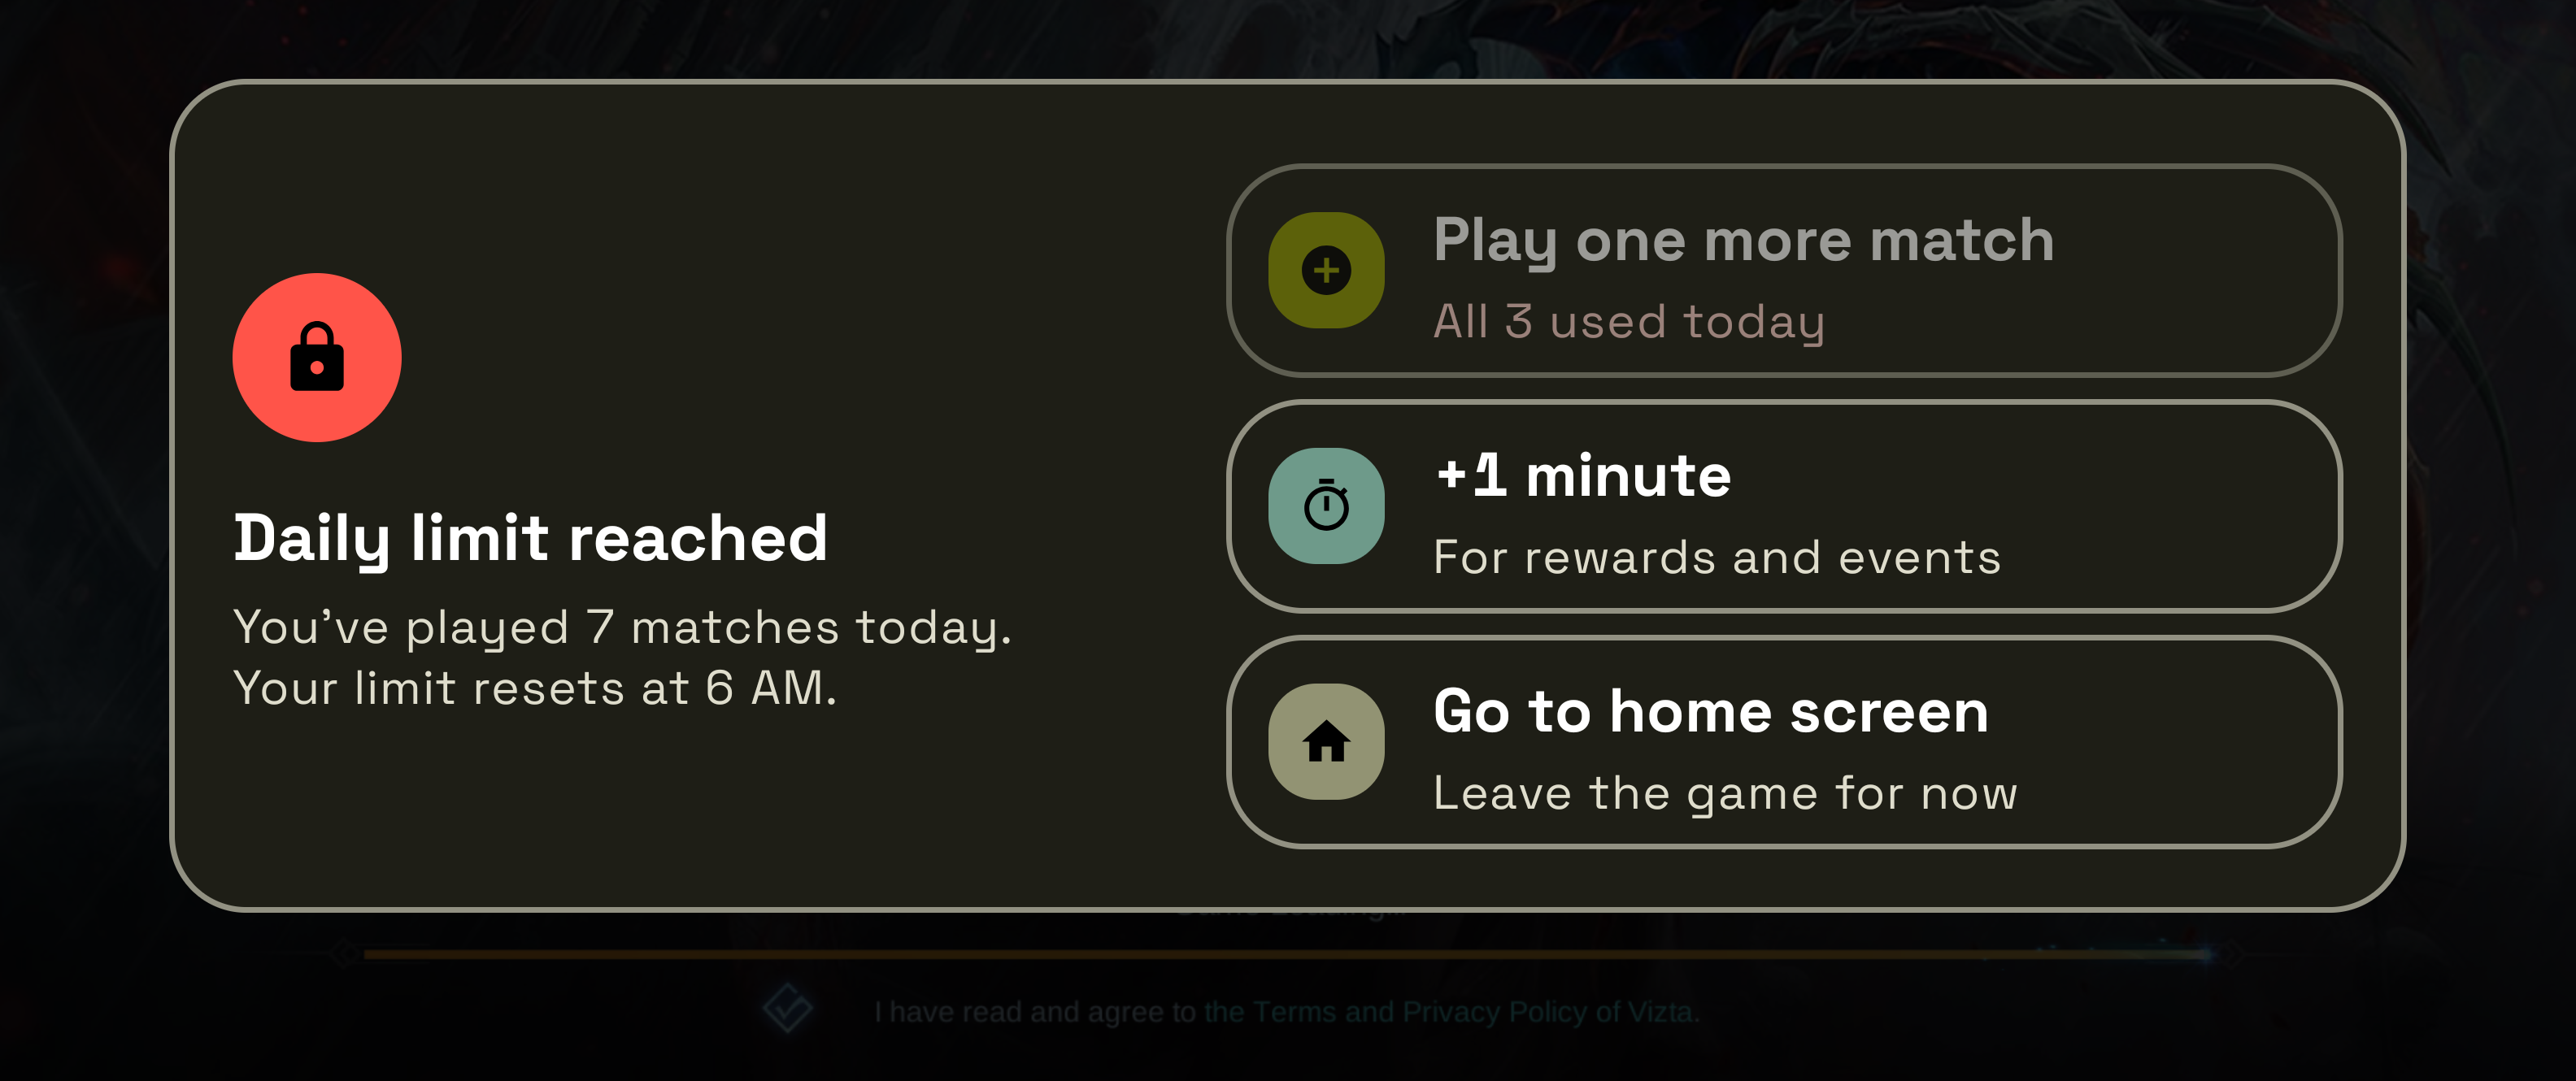 Daily limit reached
You've played 7 matches today.
Your limit resets at 6 AM.
Play one more match
All 3 used today
+1 minute
For rewards and events
Go to home screen
Leave the game for now
I have read and agree to the Terms and Privacy Policy of Vizta.